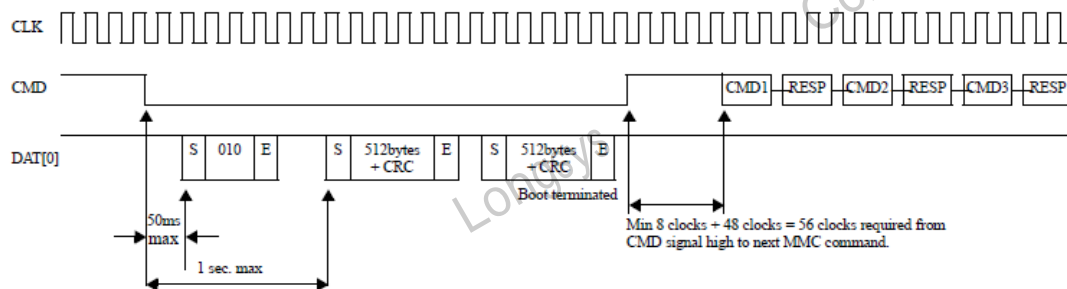 Co
CLK
CMD
CMD1 RESP CMD2 RESP CMD3 RESP
DAT[0]
S 010 E S 512bytes + CRC E S 512bytes + CRC E
Boot terminated
Longsys
50ms max
Min 8 clocks + 48 clocks = 56 clocks required from
CMD signal high to next MMC command.
1 sec. max